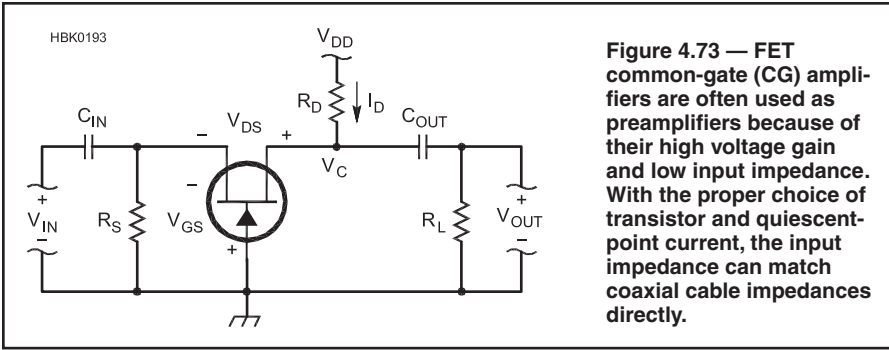 HBK0193
V_DD
R_D
I_D
C_IN
– V_DS +
C_OUT
V_C
+
V_IN
–
R_S
–
V_GS
+
R_L
+
V_OUT
–
Figure 4.73 — FET
common-gate (CG) ampli-
fiers are often used as
preamplifiers because of
their high voltage gain
and low input impedance.
With the proper choice of
transistor and quiescent-
point current, the input
impedance can match
coaxial cable impedances
directly.